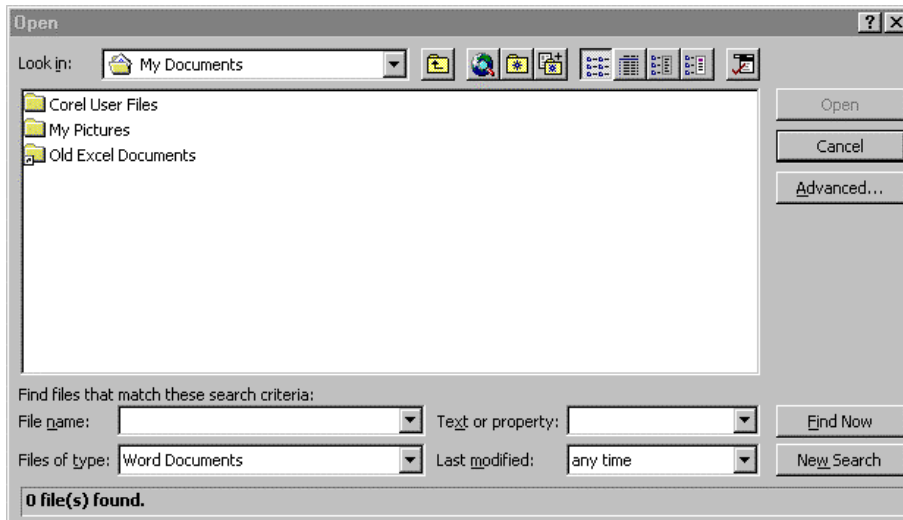 Open
Look in: My Documents
Corel User Files
My Pictures
Old Excel Documents
Open
Cancel
Advanced...
Find files that match these search criteria:
File name: Text or property: Find Now
Files of type: Word Documents Last modified: any time New Search
0 file(s) found.